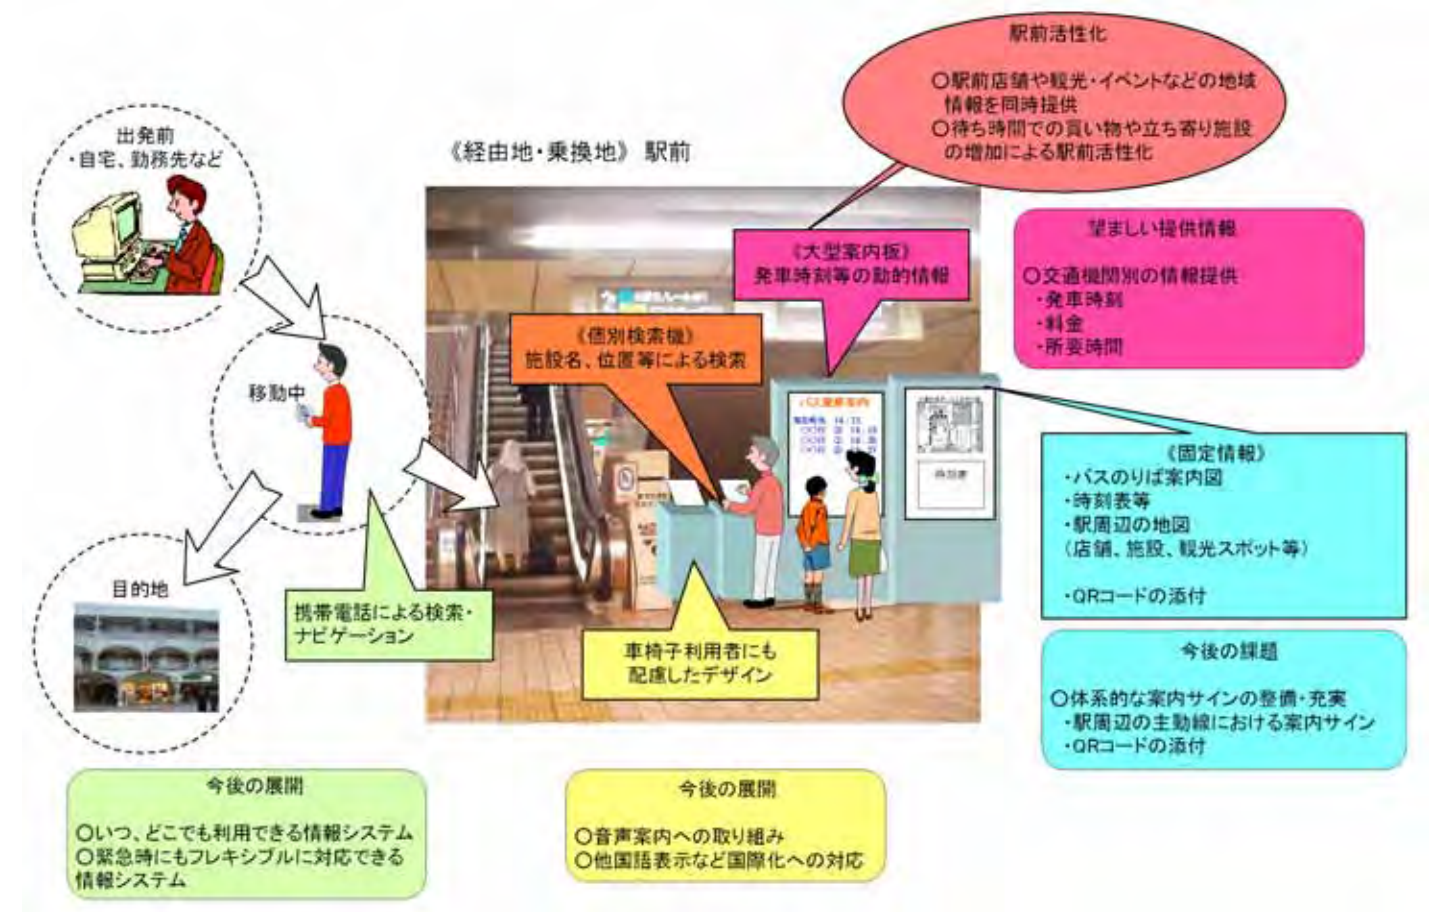 駅前活性化
〇駅前店舗や観光・イベントなどの地域
情報を同時提供
〇待ち時間での買い物や立ち寄り施設
の増加による駅前活性化
出発前
・自宅、勤務先など
《経由地・乗換地》 駅前
望ましい提供情報
〇交通機関別の情報提供
・発車時刻
・料金
・所要時間
《大型案内板》
発車時刻等の動的情報
《個別検索機》
施設名、位置等による検索
移動中
《固定情報》
・バスのりば案内図
・時刻表等
・駅周辺の地図
(店舗、施設、観光スポット等)
・QRコードの添付
目的地
携帯電話による検索・
ナビゲーション
車椅子利用者にも
配慮したデザイン
今後の課題
〇体系的な案内サインの整備・充実
・駅周辺の主動線における案内サイン
・QRコードの添付
今後の展開
〇いつ、どこでも利用できる情報システム
〇緊急時にもフレキシブルに対応できる
情報システム
今後の展開
〇音声案内への取り組み
〇他国語表示など国際化への対応